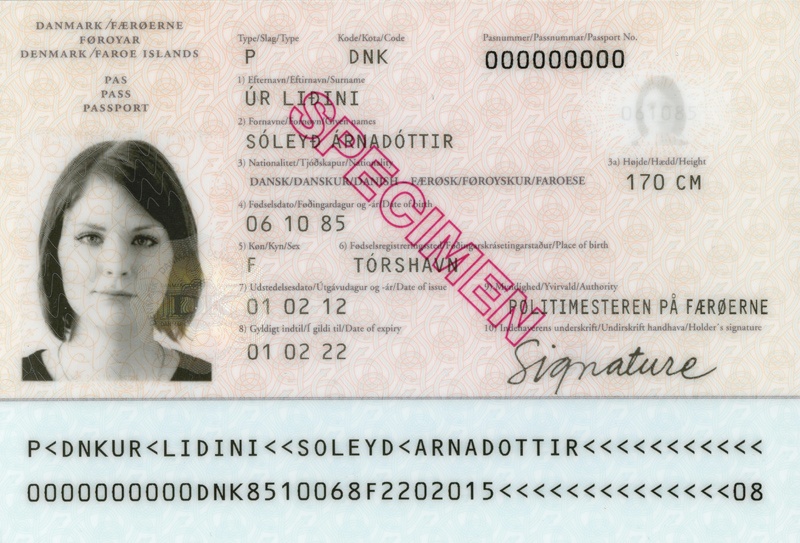 DANMARK/FÆRØERNE
FØROYAR
DENMARK/FAROE ISLANDS
PAS
PASS
PASSPORT
Type/Slag/Type Kode/Kota/Code Pasnummer/Passnummar/Passport No.
P DNK 000000000
1) Efternavn/Eftirnavn/Surname
ÚR LIÐINI
2) Fornavne/Fornøvn/Given names
SÓLEYÐ ÁRNADÓTTIR
3) Nationalitet/Tjóðskapur/Nationality 3a) Højde/Hædd/Height
DANSK/DANSKUR/DANISH FÆRØSK/FØROYSKUR/FAROESE 170 CM
4) Fødselsdato/Føðingardagur og -ár/Date of birth
06 10 85
5) Køn/Kyn/Sex 6) Fødselsregistreringssted/Føðingarskrásetingarstaður/Place of birth
F TÓRSHAVN
7) Udstedelsesdato/Útgávudagur og -ár/Date of issue 9) Myndighed/Yvirvald/Authority
01 02 12 POLITIMESTEREN PÅ FÆRØERNE
8) Gyldigt indtil/Í gildi til/Date of expiry 10) Indehaverens underskrift/Undirskrift handhava/Holder's signature
01 02 22 Signature
SPECIMEN
P<DNKUR<LIDINI<<SOLEYD<ARNADOTTIR<<<<<<<<<<<
0000000000DNK8510068F2202015<<<<<<<<<<<<<<08